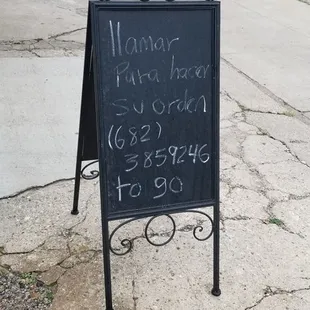 llamar
Para hacer
su orden
(682)
3859246
to go